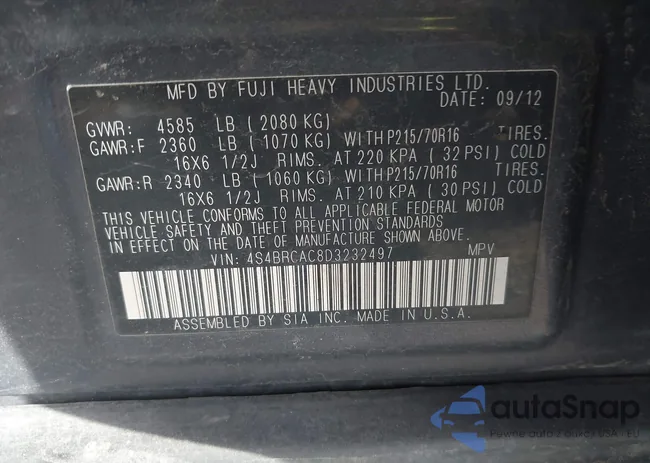 MFD BY FUJI HEAVY INDUSTRIES LTD.
DATE: 09/12
GVWR: 4585 LB ( 2080 KG)
GAWR:F 2360 LB ( 1070 KG) WITH P215/70R16 TIRES.
16X6 1/2J RIMS. AT 220 KPA ( 32 PSI) COLD
GAWR:R 2340 LB ( 1060 KG) WITH P215/70R16 TIRES.
16X6 1/2J RIMS. AT 210 KPA ( 30 PSI) COLD
THIS VEHICLE CONFORMS TO ALL APPLICABLE FEDERAL MOTOR
VEHICLE SAFETY AND THEFT PREVENTION STANDARDS
IN EFFECT ON THE DATE OF MANUFACTURE SHOWN ABOVE.
VIN: 4S4BRCAC8D3232497 MPV
ASSEMBLED BY SIA INC. MADE IN U.S.A.
autoSnap
Pewne auto z USA i EU